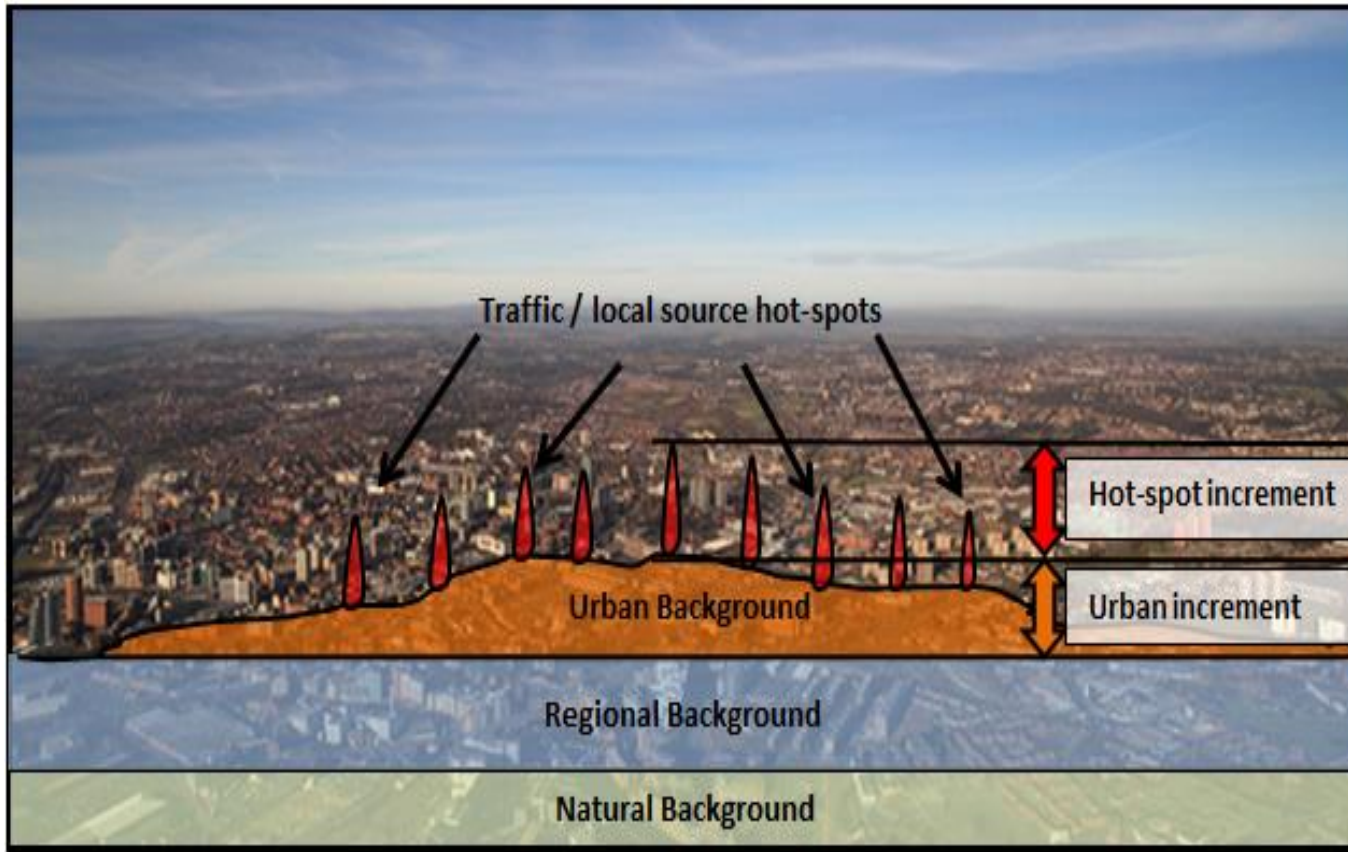 Traffic / local source hot-spots
Hot-spot increment
Urban Background
Urban increment
Regional Background
Natural Background